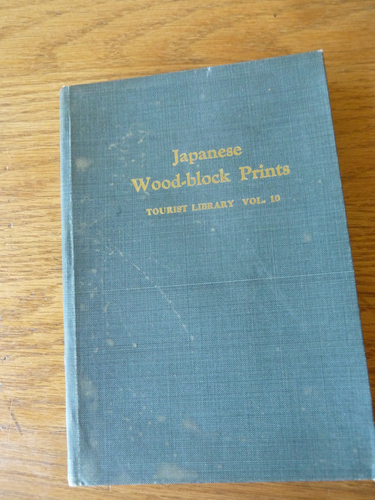 Japanese
Wood-block Prints
TOURIST LIBRARY VOL. 10